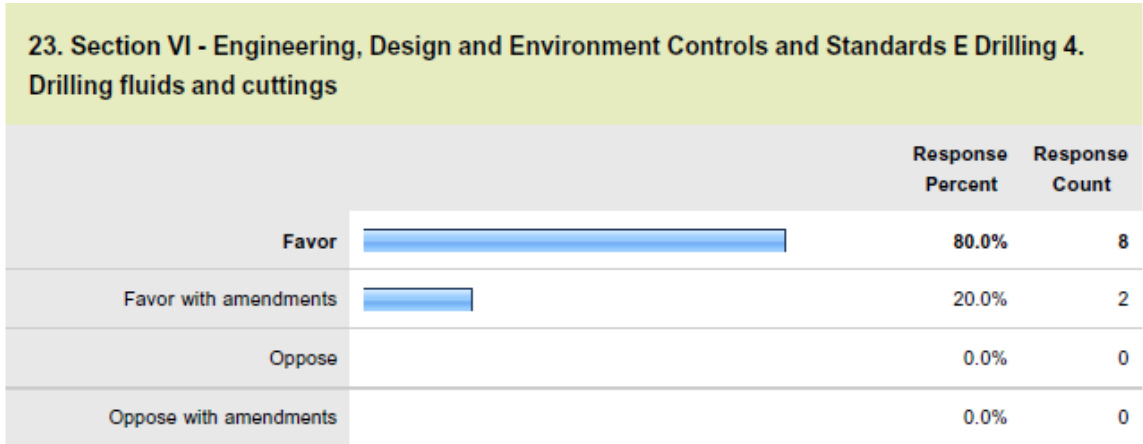 23. Section VI - Engineering, Design and Environment Controls and Standards E Drilling 4.
Drilling fluids and cuttings
Response Response
Percent Count
Favor 80.0% 8
Favor with amendments 20.0% 2
Oppose 0.0% 0
Oppose with amendments 0.0% 0